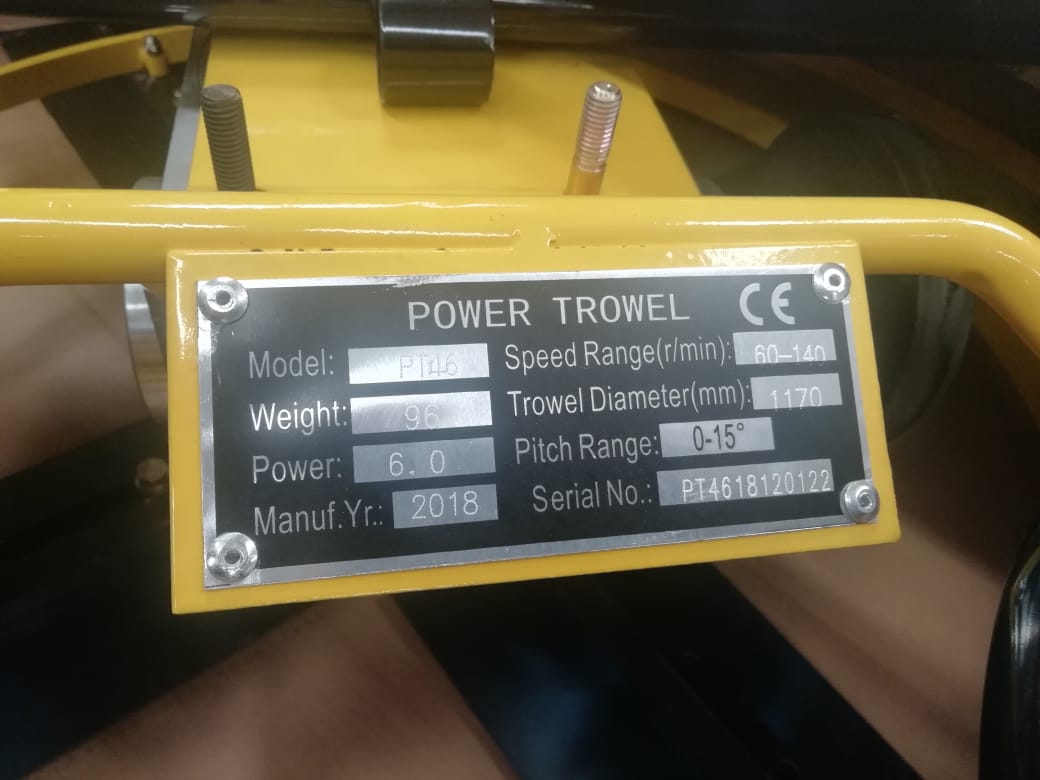 POWER TROWEL CE
Model: PT46 Speed Range(r/min): 60-140
Weight: 96 Trowel Diameter(mm): 1170
Power: 6.0 Pitch Range: 0-15°
Manuf.Yr.: 2018 Serial No.: PT4618120122